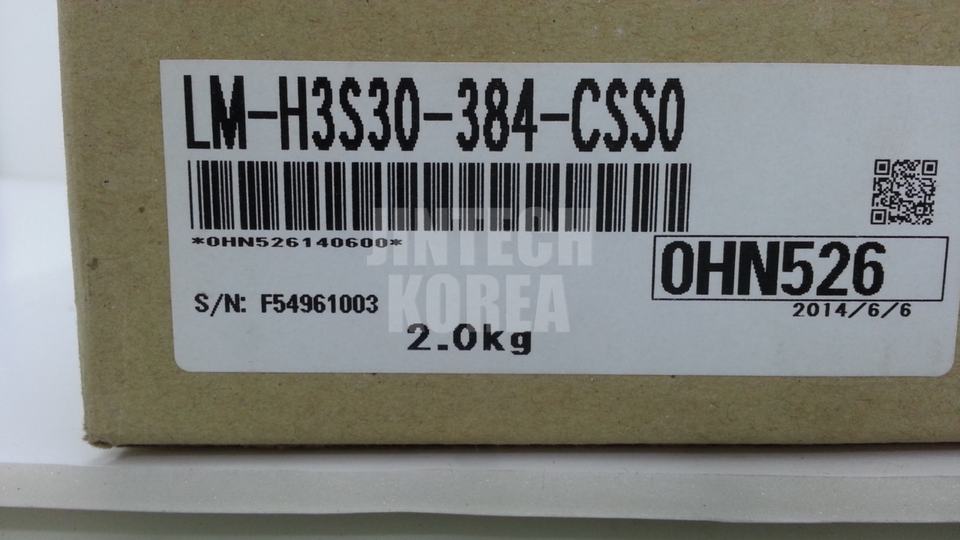 LM-H3S30-384-CSS0
*0HN526140600*
JINTECH
KOREA
0HN526
S/N: F54961003
2014/6/6
2.0kg